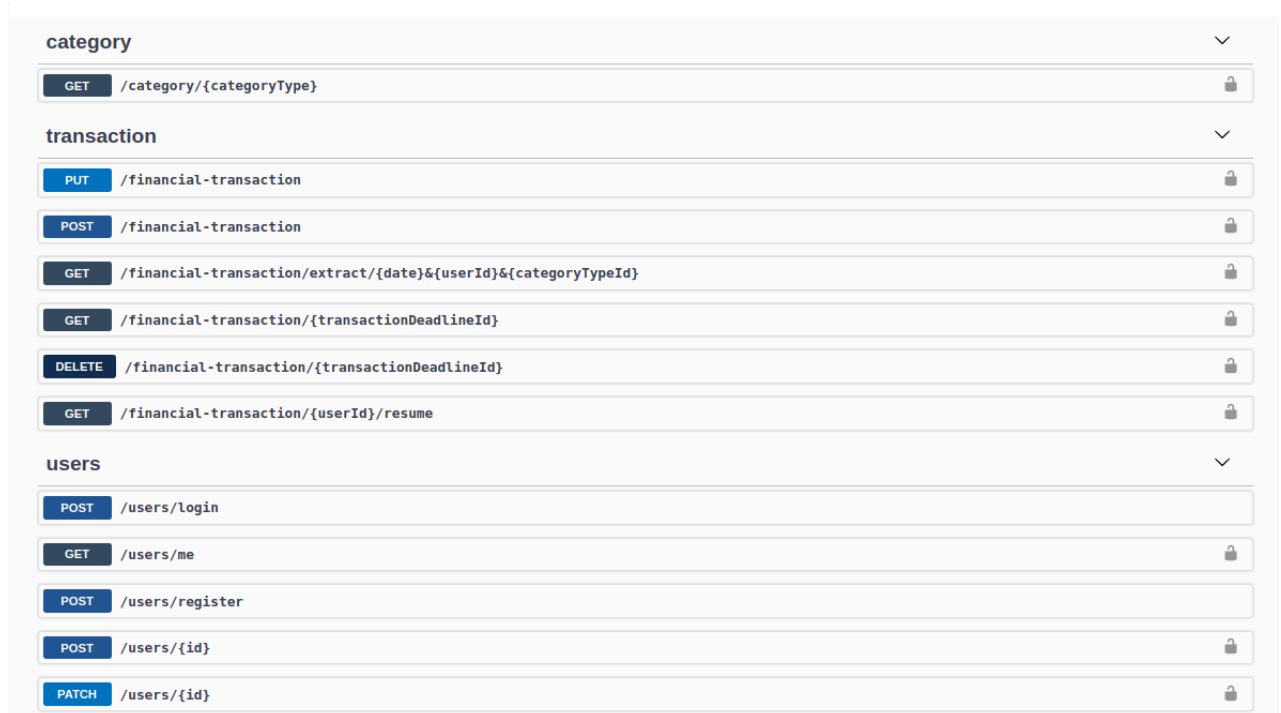 category
GET /category/{categoryType}
transaction
PUT /financial-transaction
POST /financial-transaction
GET /financial-transaction/extract/{date}&{userId}&{categoryTypeId}
GET /financial-transaction/{transactionDeadlineId}
DELETE /financial-transaction/{transactionDeadlineId}
GET /financial-transaction/{userId}/resume
users
POST /users/login
GET /users/me
POST /users/register
POST /users/{id}
PATCH /users/{id}